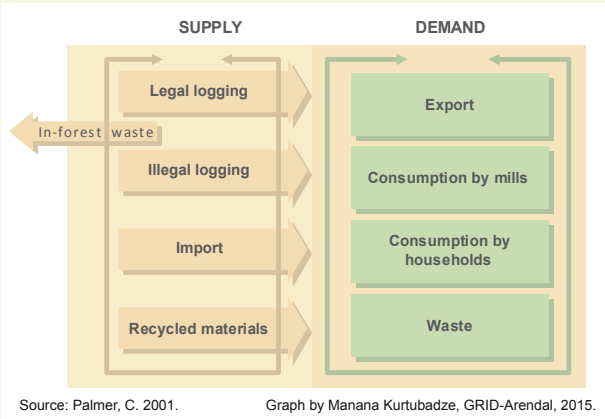 SUPPLY
DEMAND
Legal logging
Export
In-forest waste
Illegal logging
Consumption by mills
Import
Consumption by
households
Recycled materials
Waste
Source: Palmer, C. 2001.
Graph by Manana Kurtubadze, GRID-Arendal, 2015.